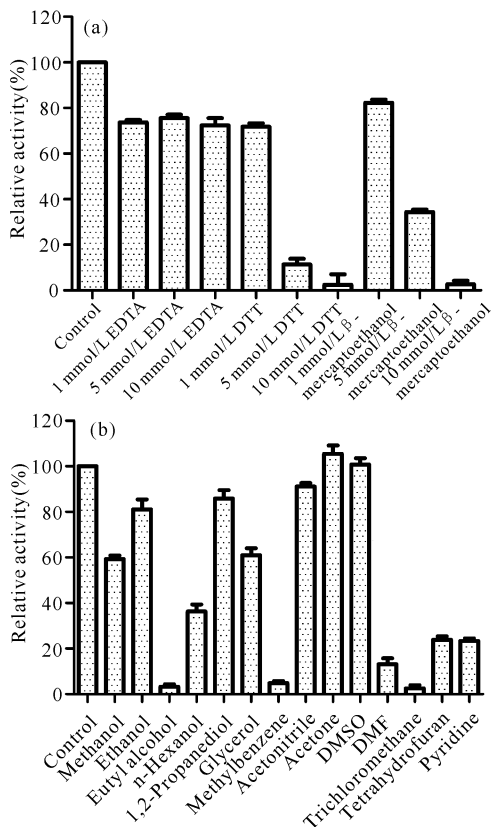 (a)
Relative activity(%)
120
100
80
60
40
20
0
Control
1 mmol/L EDTA
5 mmol/L EDTA
10 mmol/L EDTA
1 mmol/L DTT
5 mmol/L DTT
10 mmol/L DTT
1 mmol/L β-
mercaptoethanol
5 mmol/L β-
mercaptoethanol
10 mmol/L β-
mercaptoethanol
(b)
Relative activity(%)
120
100
80
60
40
20
0
Control
Methanol
Ethanol
Eutyl alcohol
n-Hexanol
1,2-Propanediol
Glycerol
Methylbenzene
Acetonitrile
Acetone
DMSO
DMF
Trichloromethane
Tetrahydrofuran
Pyridine